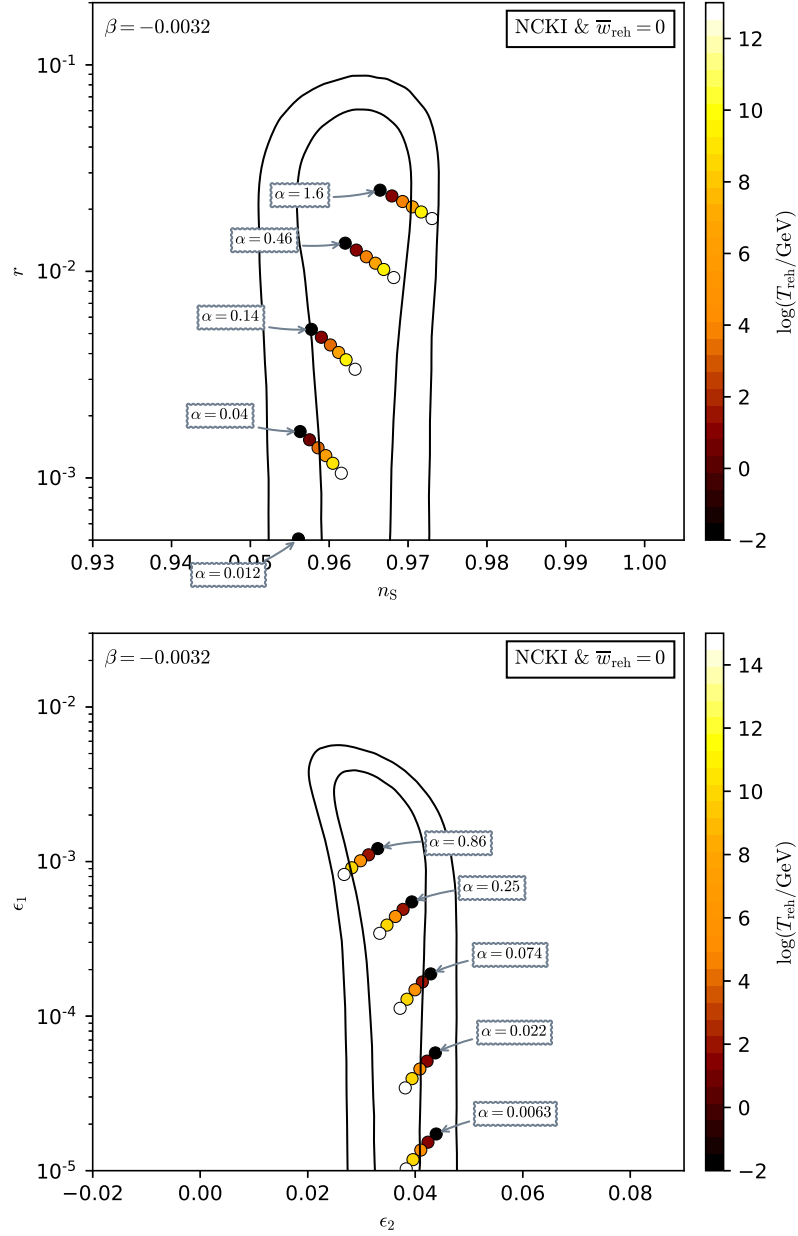 β = −0.0032
NCKI & w̅reh = 0
10⁻¹
10⁻²
10⁻³
r
α = 1.6
α = 0.46
α = 0.14
α = 0.04
α = 0.012
0.93 0.94 0.95 0.96 0.97 0.98 0.99 1.00
nS
12
10
8
6
4
2
0
−2
log(Treh/GeV)
β = −0.0032
NCKI & w̅reh = 0
10⁻²
10⁻³
10⁻⁴
10⁻⁵
ϵ₁
α = 0.86
α = 0.25
α = 0.074
α = 0.022
α = 0.0063
−0.02 0.00 0.02 0.04 0.06 0.08
ϵ₂
14
12
10
8
6
4
2
0
−2
log(Treh/GeV)